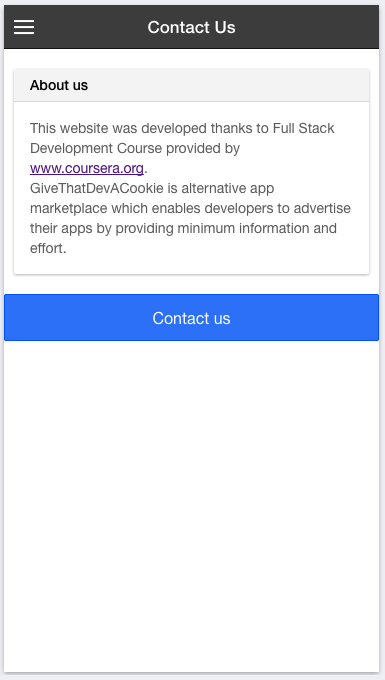 Contact Us
About us
This website was developed thanks to Full Stack
Development Course provided by
www.coursera.org.
GiveThatDevACookie is alternative app
marketplace which enables developers to advertise
their apps by providing minimum information and
effort.
Contact us